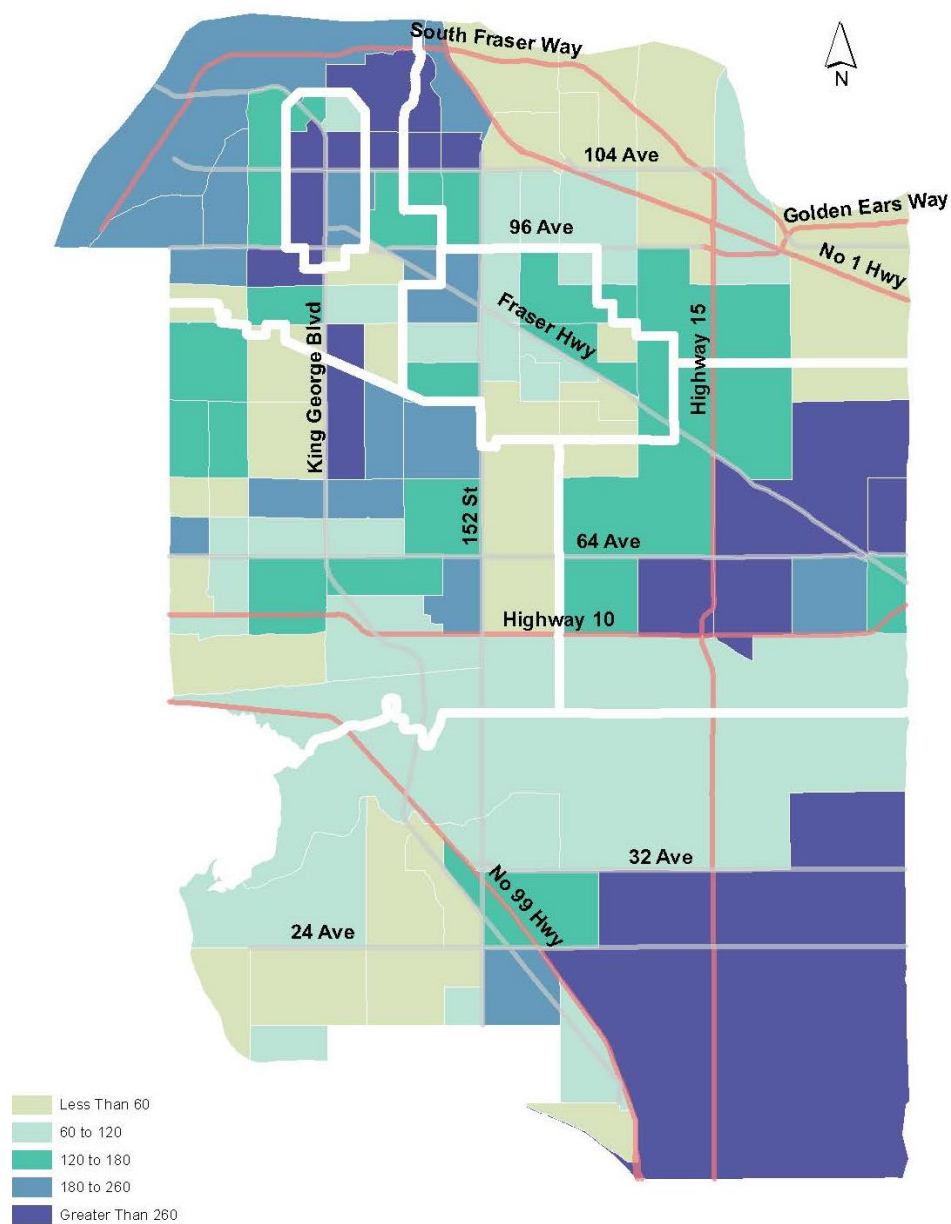 South Fraser Way
N
104 Ave
Golden Ears Way
96 Ave
No 1 Hwy
Fraser Hwy
Highway 15
King George Blvd
152 St
64 Ave
Highway 10
32 Ave
No 99 Hwy
24 Ave
Less Than 60
60 to 120
120 to 180
180 to 260
Greater Than 260